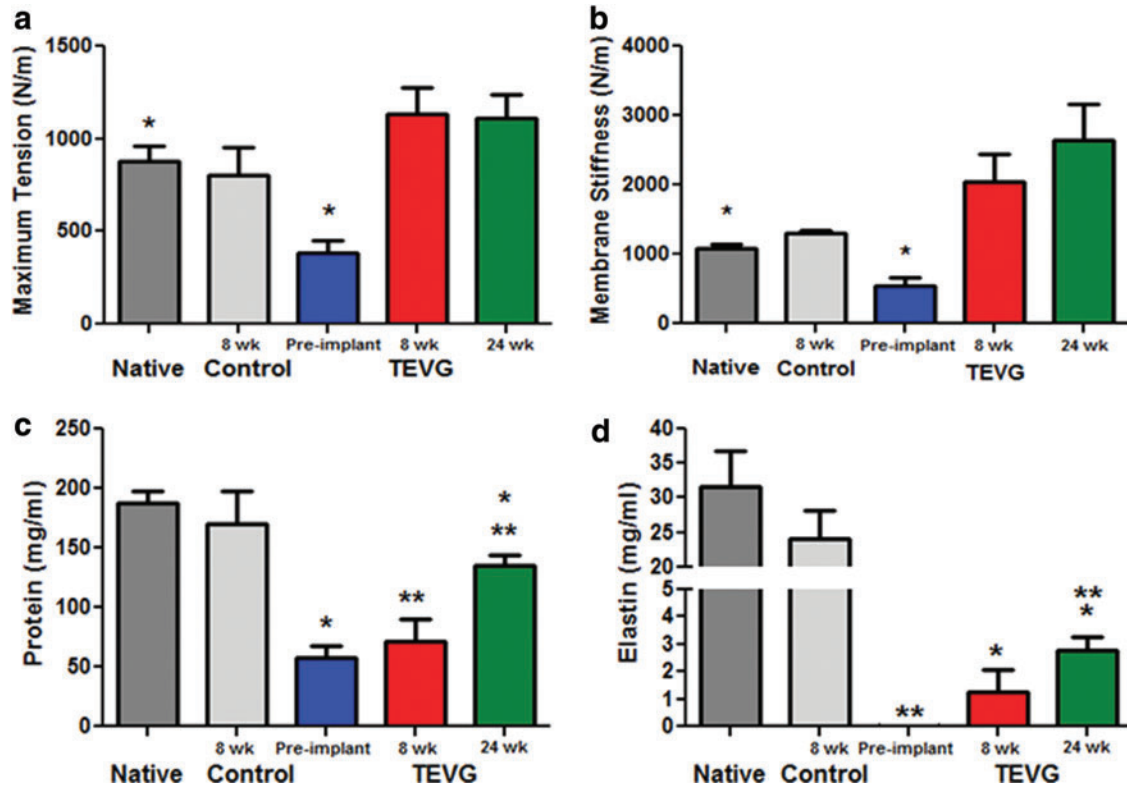 a
Maximum Tension (N/m)
1500
1000
500
0
*
*
8 wk Pre-implant 8 wk 24 wk
Native Control TEVG
b
Membrane Stiffness (N/m)
4000
3000
2000
1000
0
*
*
8 wk Pre-implant 8 wk 24 wk
Native Control TEVG
c
Protein (mg/ml)
250
200
150
100
50
0
*
**
*
**
8 wk Pre-implant 8 wk 24 wk
Native Control TEVG
d
Elastin (mg/ml)
40
35
30
25
20
5
4
3
2
1
0
**
*
**
*
8 wk Pre-implant 8 wk 24 wk
Native Control TEVG